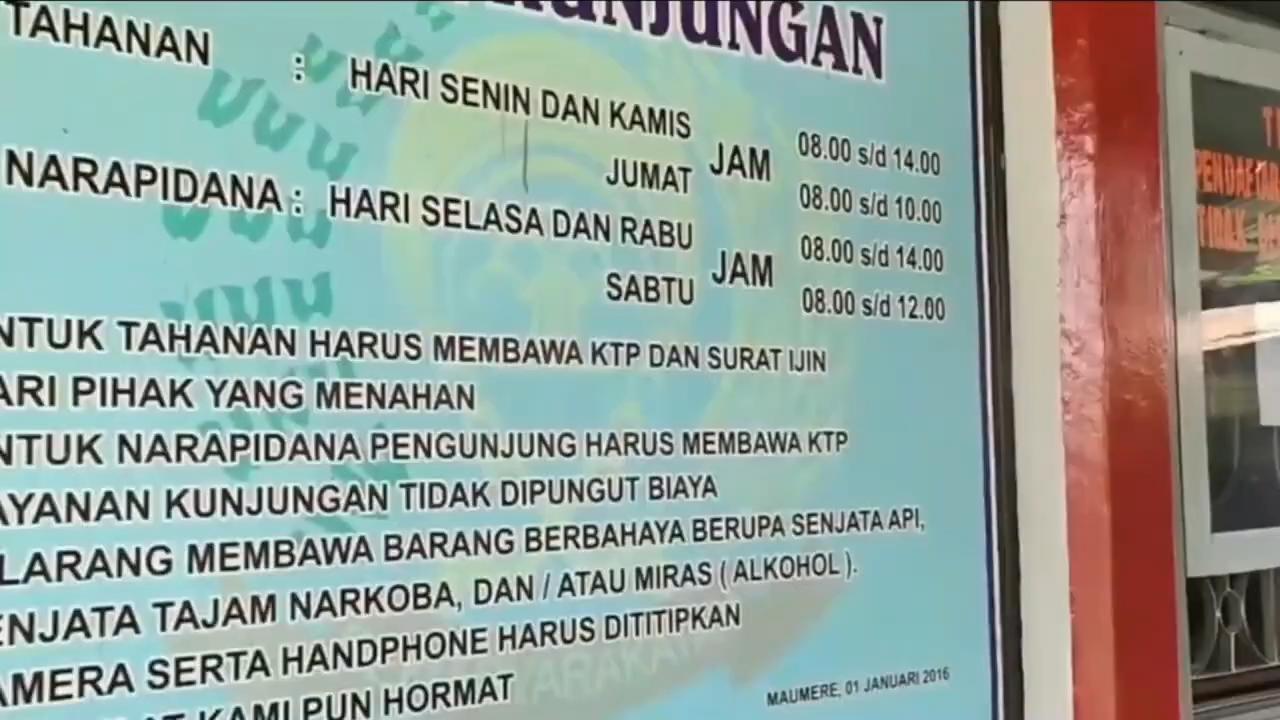 KUNJUNGAN
TAHANAN : HARI SENIN DAN KAMIS JAM 08.00 s/d 14.00
JUMAT 08.00 s/d 10.00
NARAPIDANA : HARI SELASA DAN RABU JAM 08.00 s/d 14.00
SABTU 08.00 s/d 12.00
NTUK TAHANAN HARUS MEMBAWA KTP DAN SURAT IJIN
ARI PIHAK YANG MENAHAN
NTUK NARAPIDANA PENGUNJUNG HARUS MEMBAWA KTP
AYANAN KUNJUNGAN TIDAK DIPUNGUT BIAYA
LARANG MEMBAWA BARANG BERBAHAYA BERUPA SENJATA API,
ENJATA TAJAM NARKOBA, DAN / ATAU MIRAS ( ALKOHOL ).
AMERA SERTA HANDPHONE HARUS DITITIPKAN
KAMI PUN HORMAT
MAUMERE, 01 JANUARI 2016
TIDAK